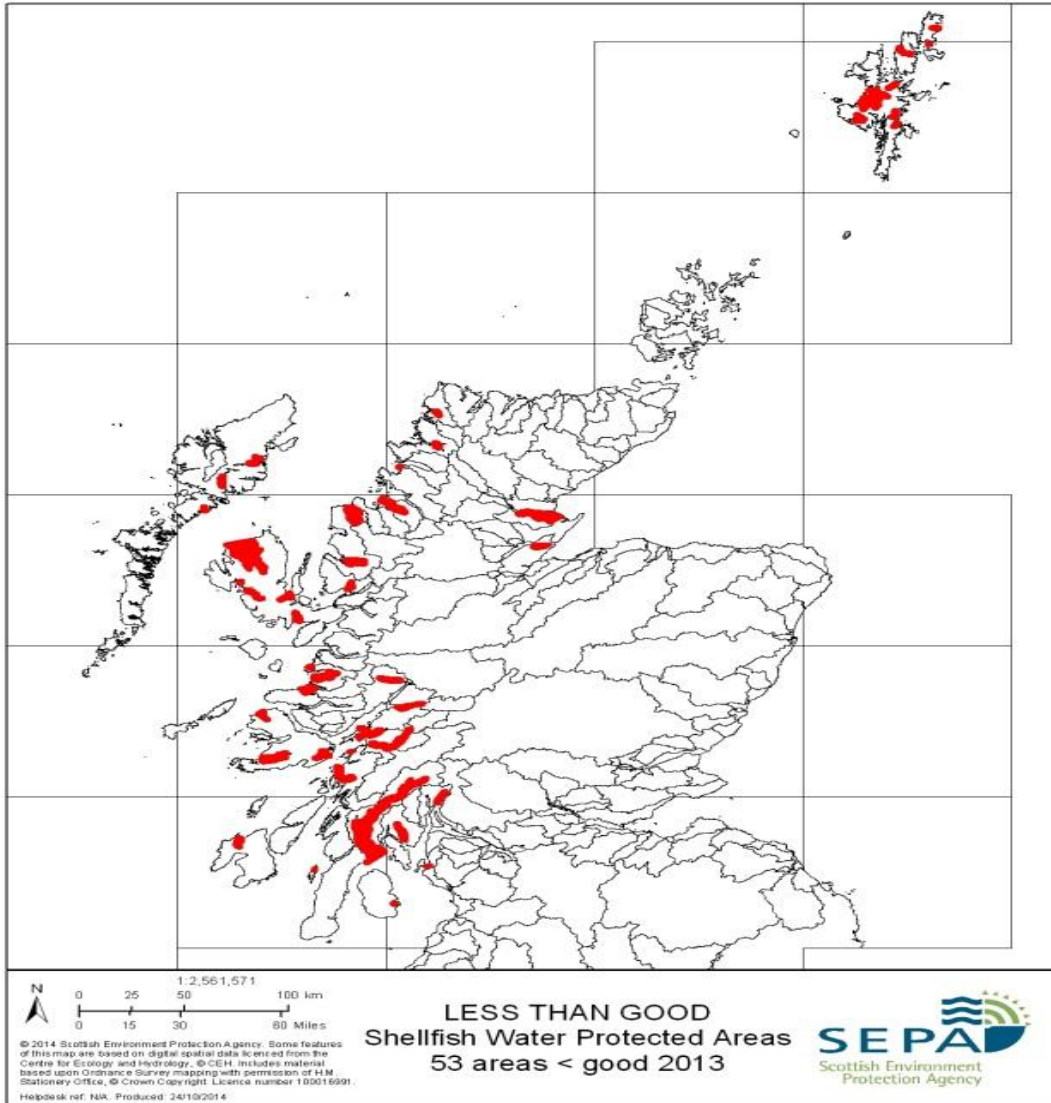 N
1:2,561,571
0 25 50 100 km
0 15 30 60 Miles
© 2014 Scottish Environment Protection Agency. Some features
of this map are based on digital spatial data licenced from the
Centre for Ecology and Hydrology, © CEH. Includes material
based upon Ordnance Survey mapping with permission of H.M.
Stationery Office, © Crown Copyright. Licence number 100016991.
Helpdesk ref: N/A. Produced: 24/10/2014
LESS THAN GOOD
Shellfish Water Protected Areas
53 areas < good 2013
SEPA
Scottish Environment
Protection Agency